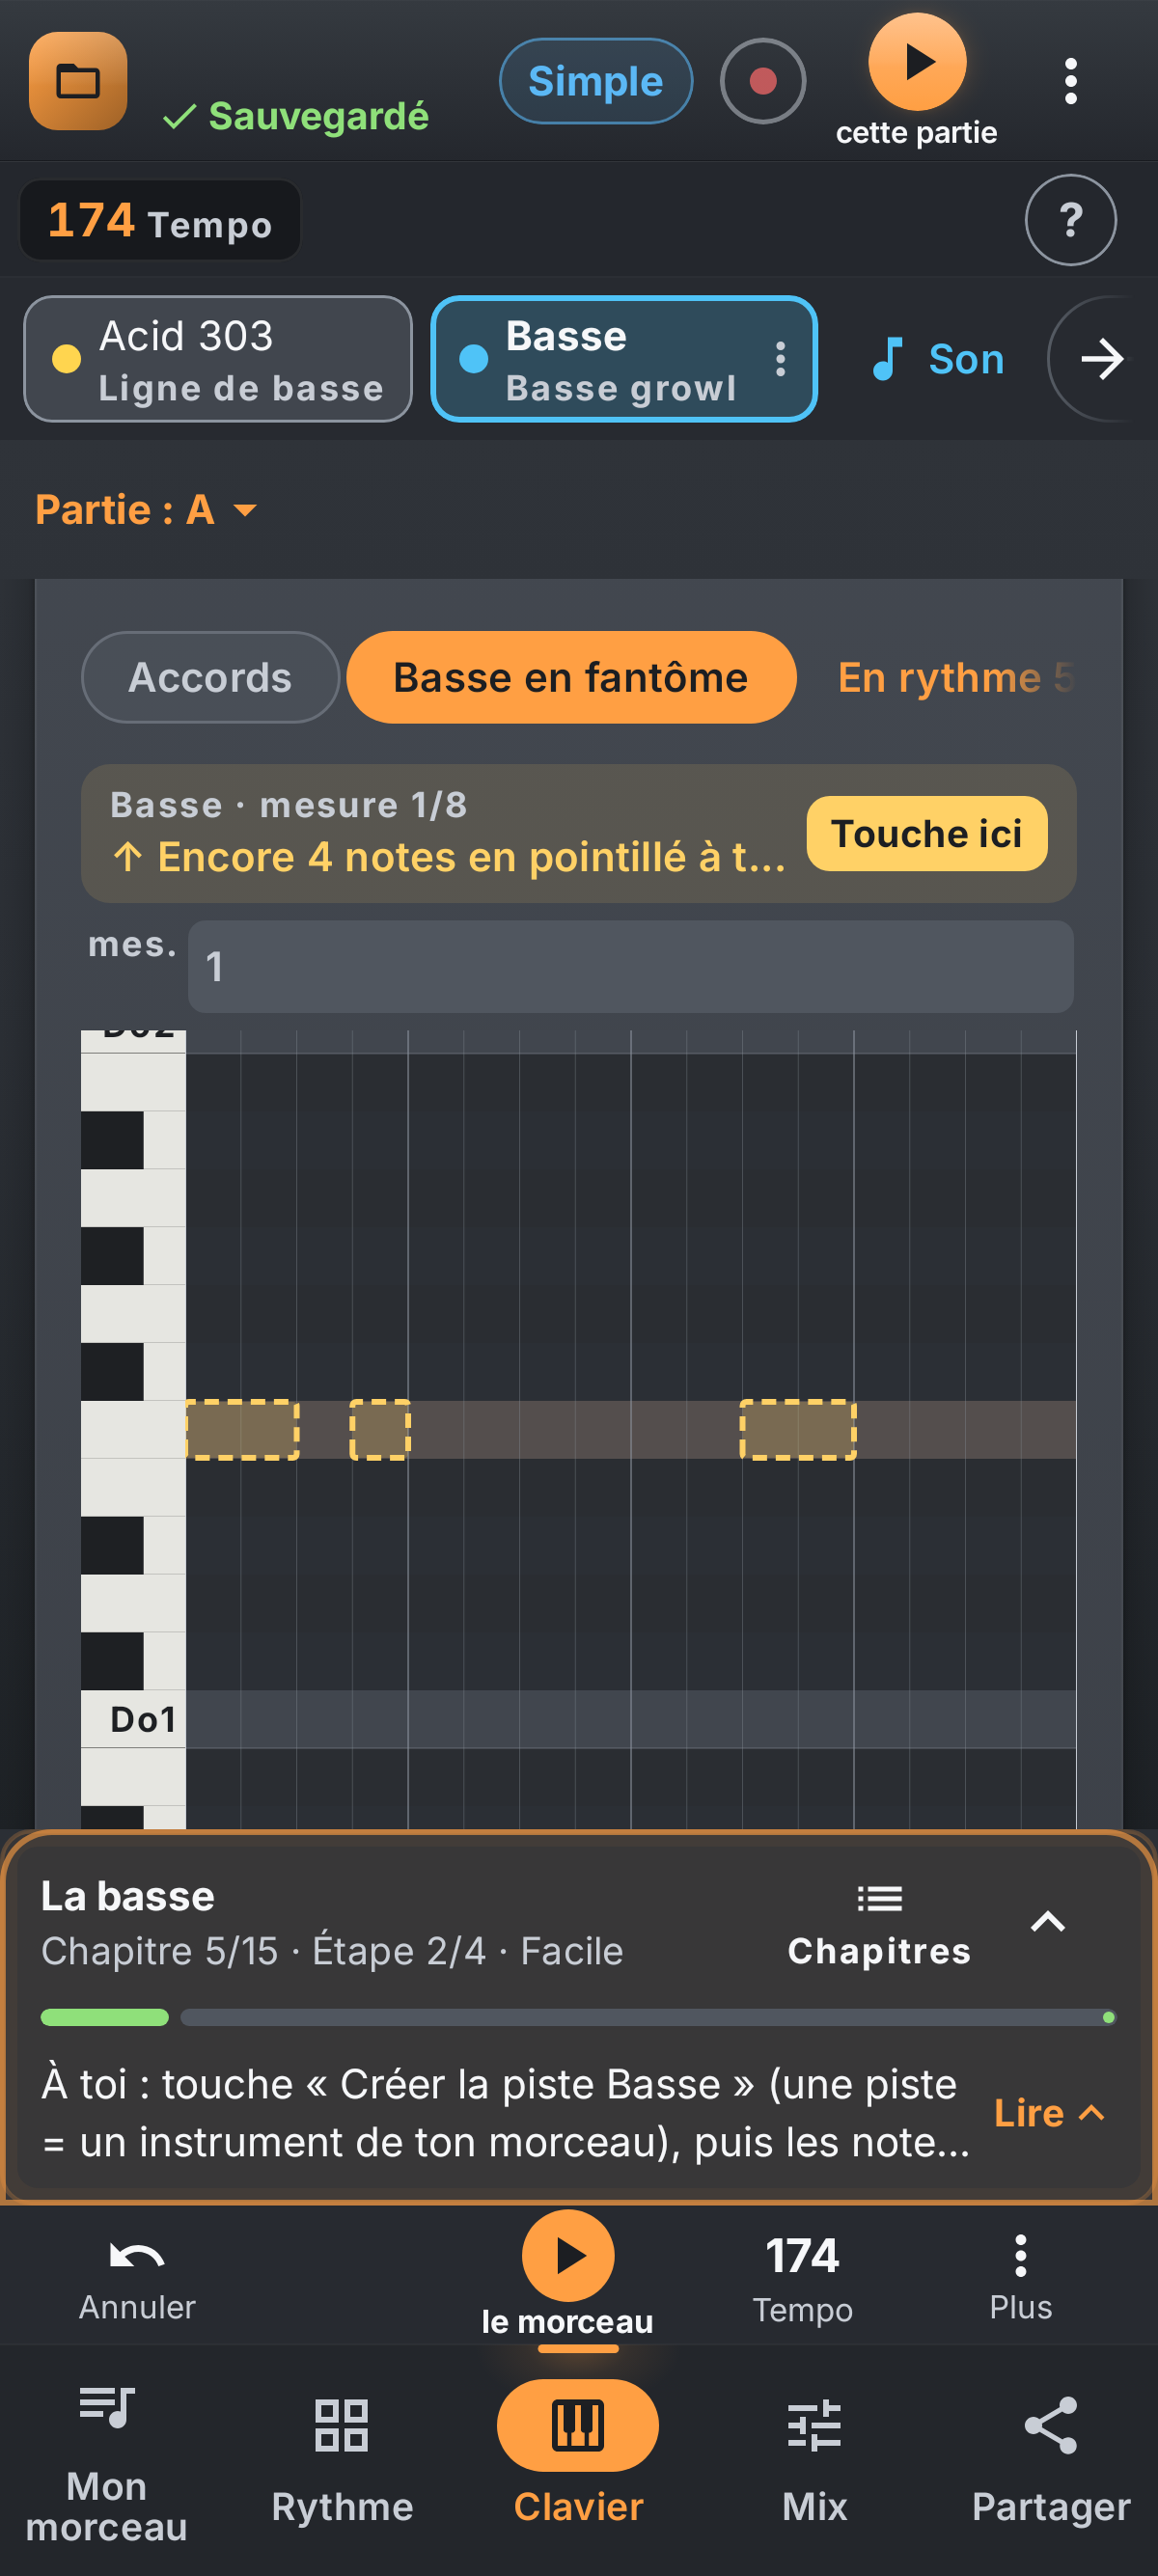 Sauvegardé
Simple
cette partie
174 Tempo
?
Acid 303
Ligne de basse
Basse
Basse growl
Son
Partie : A
Accords
Basse en fantôme
En rythme 5
Basse · mesure 1/8
↑ Encore 4 notes en pointillé à t...
Touche ici
mes.
1
Do2
Do1
La basse
Chapitre 5/15 · Étape 2/4 · Facile
Chapitres
À toi : touche « Créer la piste Basse » (une piste
= un instrument de ton morceau), puis les note...
Lire
Annuler
le morceau
174
Tempo
Plus
Mon
morceau
Rythme
Clavier
Mix
Partager